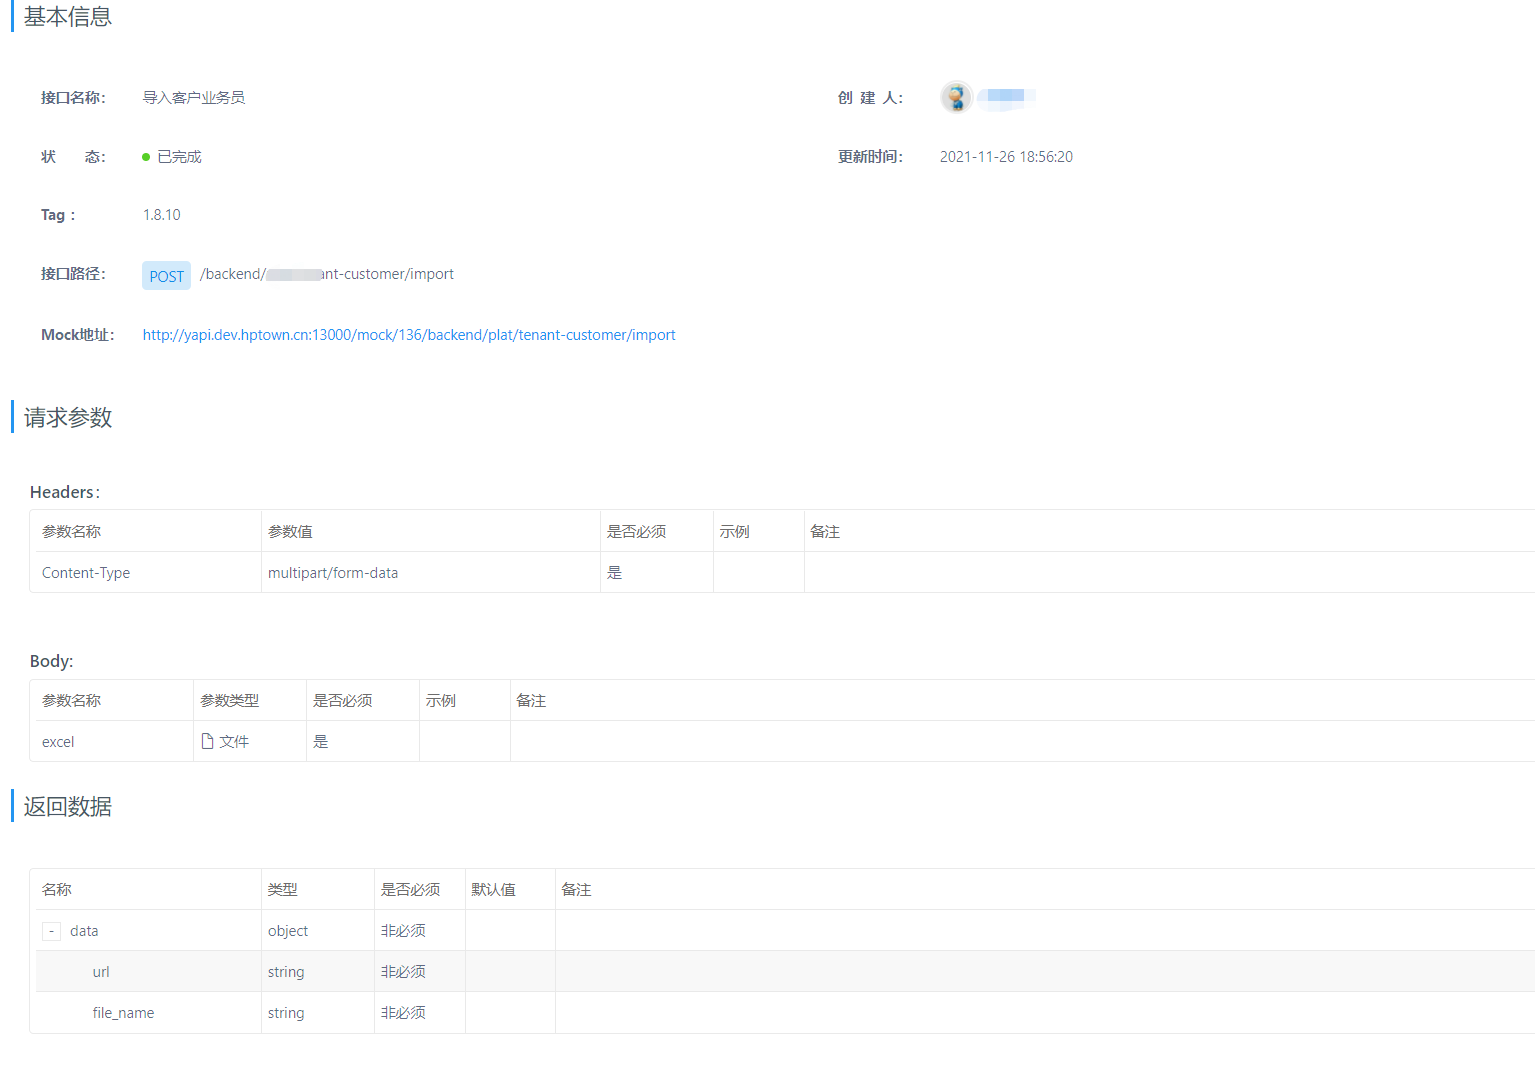 基本信息
接口名称： 导入客户业务员 创 建 人：
状 态： 已完成 更新时间： 2021-11-26 18:56:20
Tag： 1.8.10
接口路径： POST /backend/ ant-customer/import
Mock地址： http://yapi.dev.hptown.cn:13000/mock/136/backend/plat/tenant-customer/import
请求参数
Headers：
参数名称 参数值 是否必须 示例 备注
Content-Type multipart/form-data 是
Body:
参数名称 参数类型 是否必须 示例 备注
excel 文件 是
返回数据
名称 类型 是否必须 默认值 备注
- data object 非必须
url string 非必须
file_name string 非必须